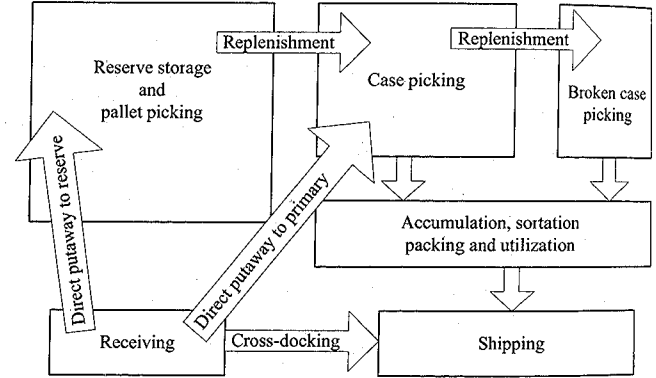 Replenishment
Replenishment
Reserve storage
and
pallet picking
Case picking
Broken case
picking
Direct putaway to reserve
Direct putaway to primary
Accumulation, sortation
packing and utilization
Receiving
Cross-docking
Shipping